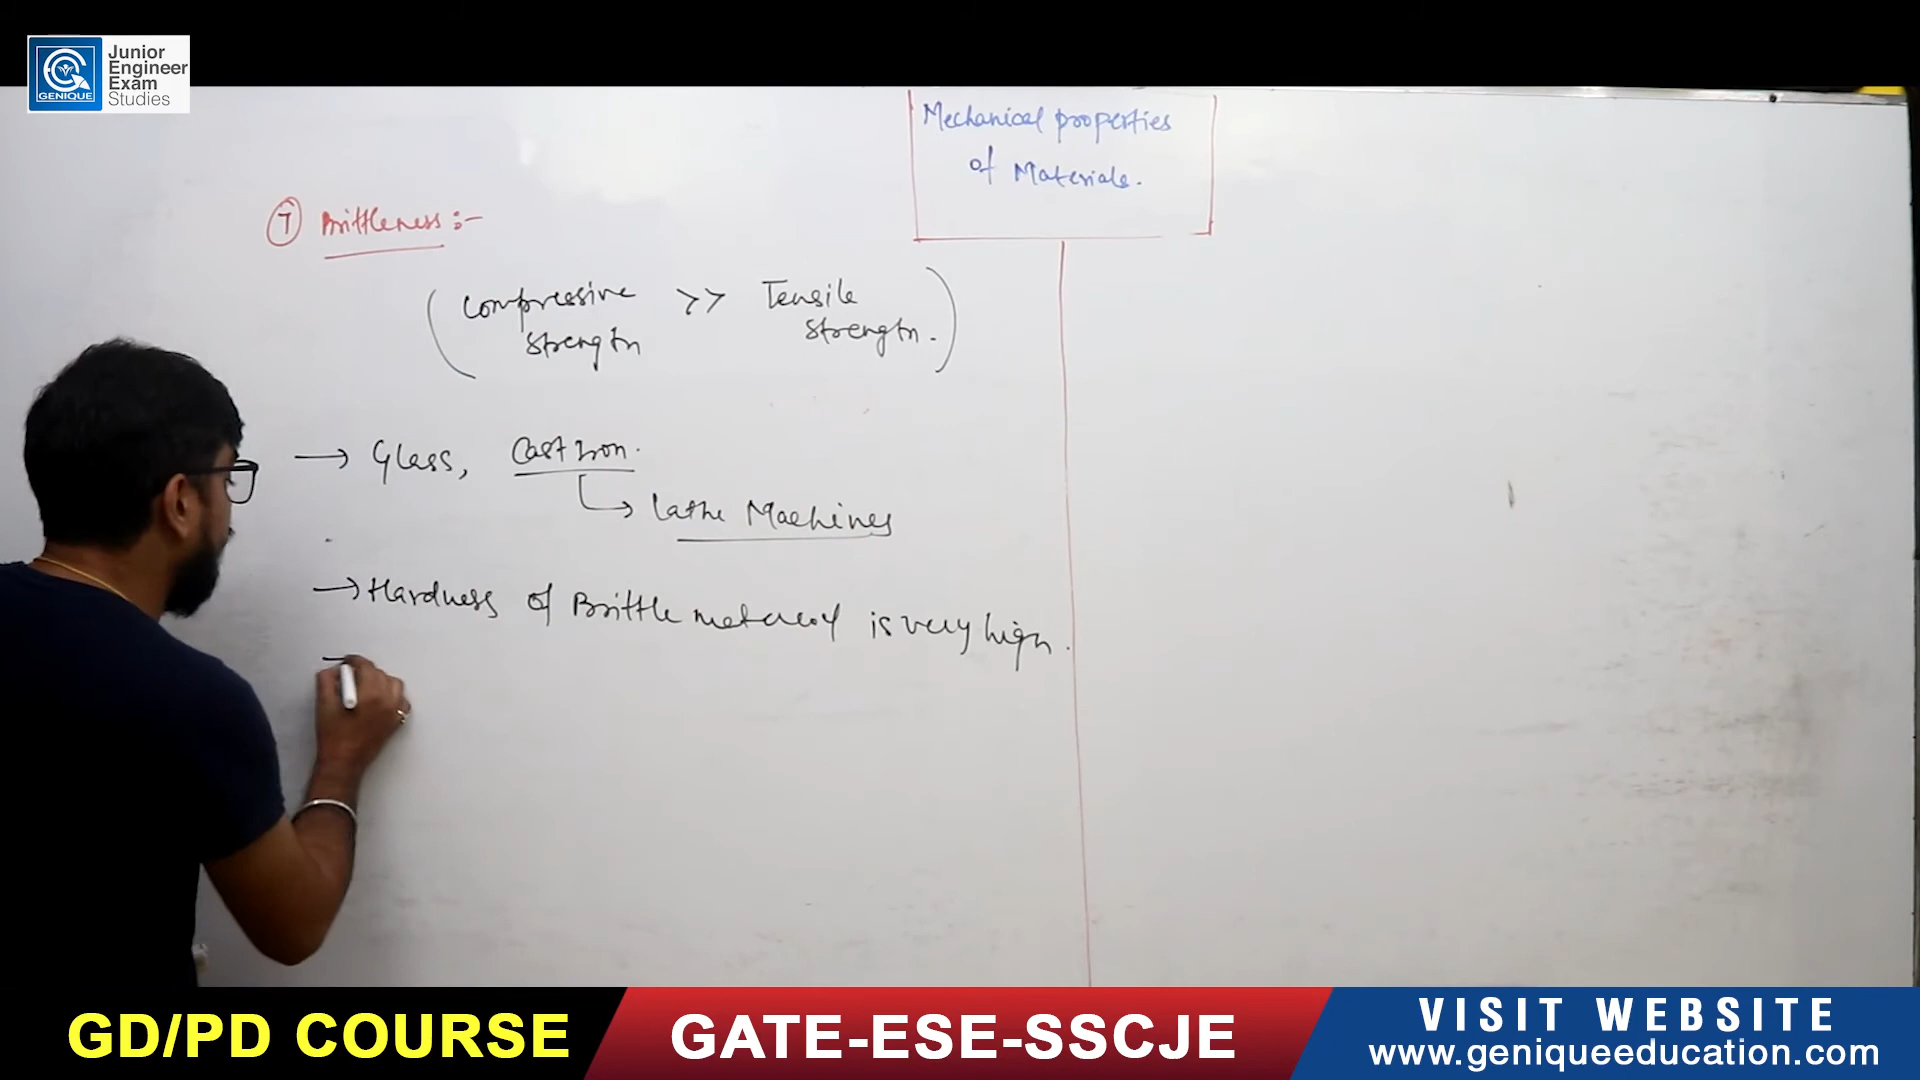 Junior
Engineer
Exam
Studies
GENIQUE
Mechanical properties
of Materials.
7 Brittleness :-
( Compressive strength >> Tensile strength. )
→ Glass, Cast Iron.
↳ Lathe Machines
→ Hardness of Brittle material is very high.
GD/PD COURSE
GATE-ESE-SSCJE
VISIT WEBSITE
www.geniqueeducation.com